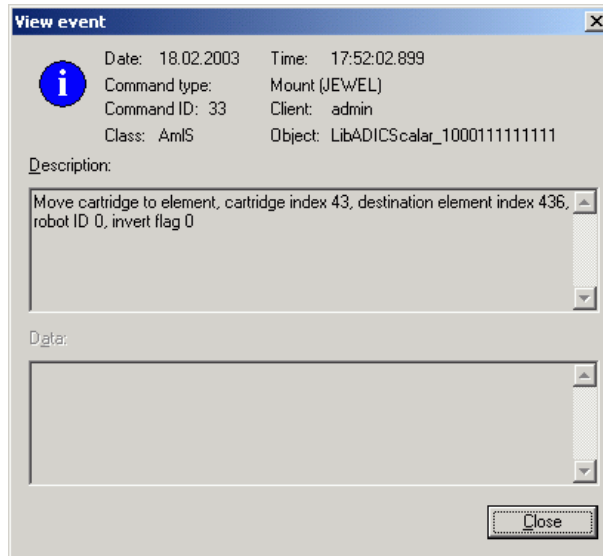 View event
Date: 18.02.2003 Time: 17:52:02.899
Command type: Mount (JEWEL)
Command ID: 33 Client: admin
Class: AmIS Object: LibADICScalar_1000111111111
Description:
Move cartridge to element, cartridge index 43, destination element index 436,
robot ID 0, invert flag 0
Data:
Close